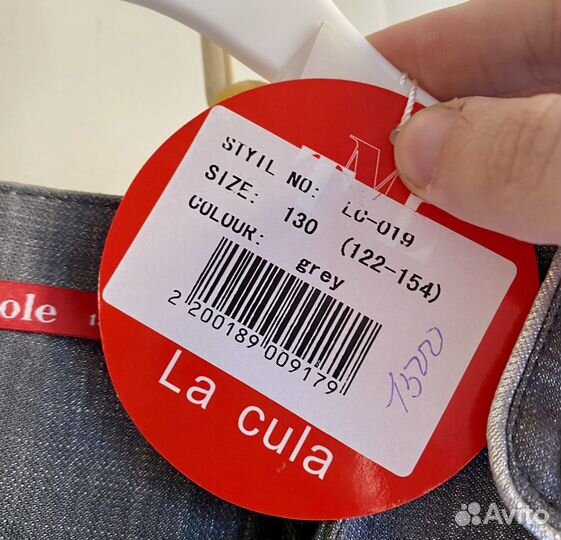 M
STYIL NO: LC-019
SIZE: 130 (122-154)
COLOUR: grey
2 200189 009179
1500
La cula
ole
Avito